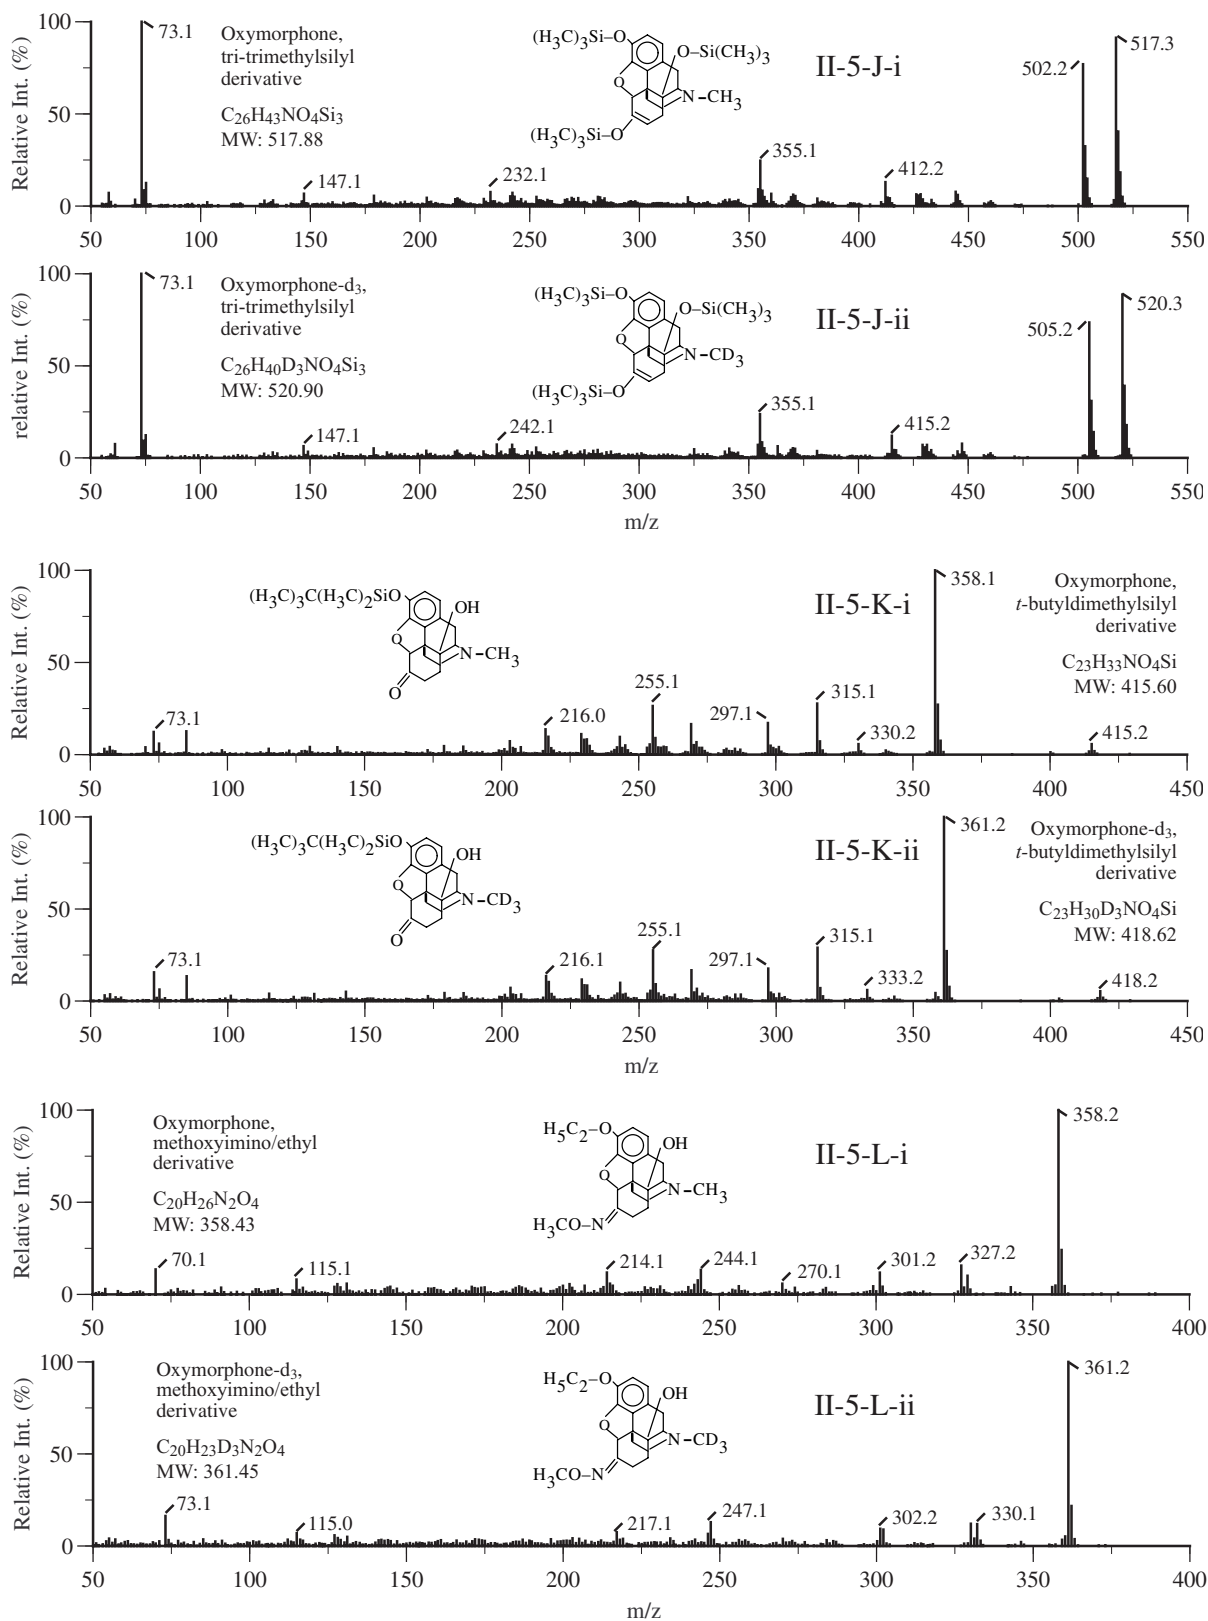 Relative Int. (%)
100
50
0
73.1
Oxymorphone,
tri-trimethylsilyl
derivative
C26H43NO4Si3
MW: 517.88
(H3C)3Si–O
O–Si(CH3)3
O
N–CH3
(H3C)3Si–O
II-5-J-i
517.3
502.2
147.1
232.1
355.1
412.2
50 100 150 200 250 300 350 400 450 500 550
relative Int. (%)
100
50
0
73.1
Oxymorphone-d3,
tri-trimethylsilyl
derivative
C26H40D3NO4Si3
MW: 520.90
(H3C)3Si–O
O–Si(CH3)3
O
N–CD3
(H3C)3Si–O
II-5-J-ii
520.3
505.2
147.1
242.1
355.1
415.2
50 100 150 200 250 300 350 400 450 500 550
m/z
Relative Int. (%)
100
50
0
(H3C)3C(H3C)2SiO
OH
O
N–CH3
O
II-5-K-i
358.1
Oxymorphone,
t-butyldimethylsilyl
derivative
C23H33NO4Si
MW: 415.60
73.1
216.0
255.1
297.1
315.1
330.2
415.2
50 100 150 200 250 300 350 400 450
Relative Int. (%)
100
50
0
(H3C)3C(H3C)2SiO
OH
O
N–CD3
O
II-5-K-ii
361.2
Oxymorphone-d3,
t-butyldimethylsilyl
derivative
C23H30D3NO4Si
MW: 418.62
73.1
216.1
255.1
297.1
315.1
333.2
418.2
50 100 150 200 250 300 350 400 450
m/z
Relative Int. (%)
100
50
0
Oxymorphone,
methoxyimino/ethyl
derivative
C20H26N2O4
MW: 358.43
H5C2–O
OH
O
N–CH3
H3CO–N
II-5-L-i
358.2
70.1
115.1
214.1
244.1
270.1
301.2
327.2
50 100 150 200 250 300 350 400
Relative Int. (%)
100
50
0
Oxymorphone-d3,
methoxyimino/ethyl
derivative
C20H23D3N2O4
MW: 361.45
H5C2–O
OH
O
N–CD3
H3CO–N
II-5-L-ii
361.2
73.1
115.0
217.1
247.1
302.2
330.1
50 100 150 200 250 300 350 400
m/z